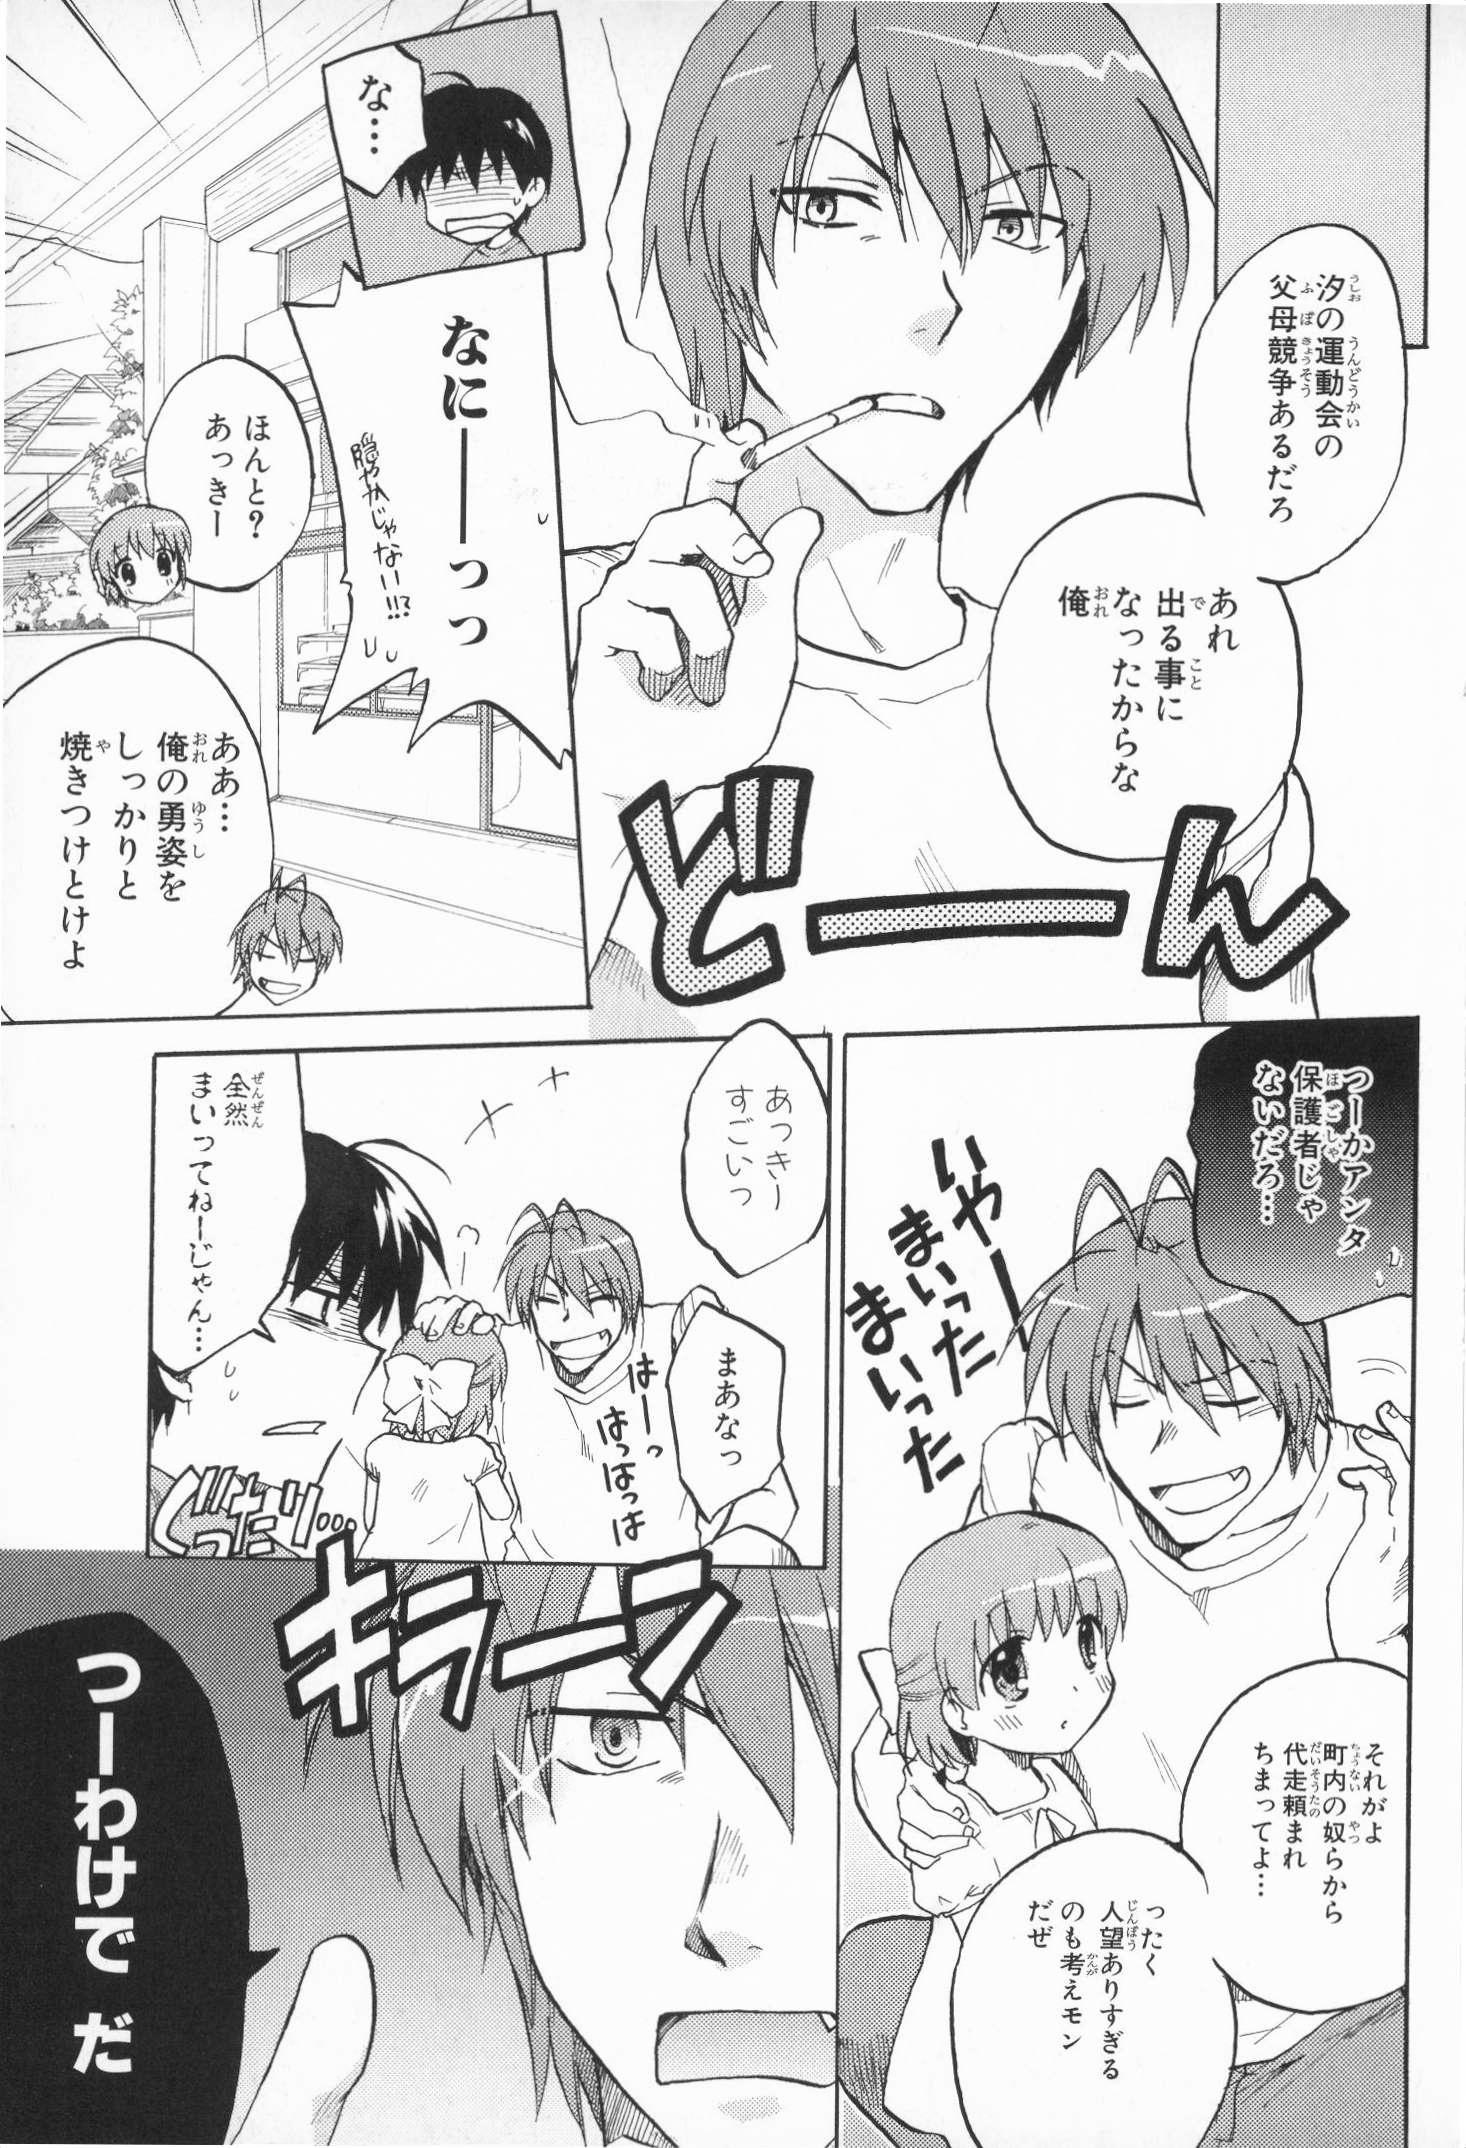 汐の運動会の
父母競争あるだろ
あれ
出る事に
なったからな
俺
どーん
な…
なにーーっっ
隠やかじゃない!!?
ほんと?
あっきー
ああ…
俺の勇姿を
しっかりと
焼きつけとけよ
つーかアンタ
保護者じゃ
ないだろ…
いやー
まいった
まいった
それがよ
町内の奴らから
代走頼まれ
ちまってよ…
ったく
人望ありすぎる
のも考えモン
だぜ
あっきー
すごいっ
まあなっ
はーっ
はっはっは
全然
まいってねーじゃん…
ぐったり…
キラーン
つーわけで だ